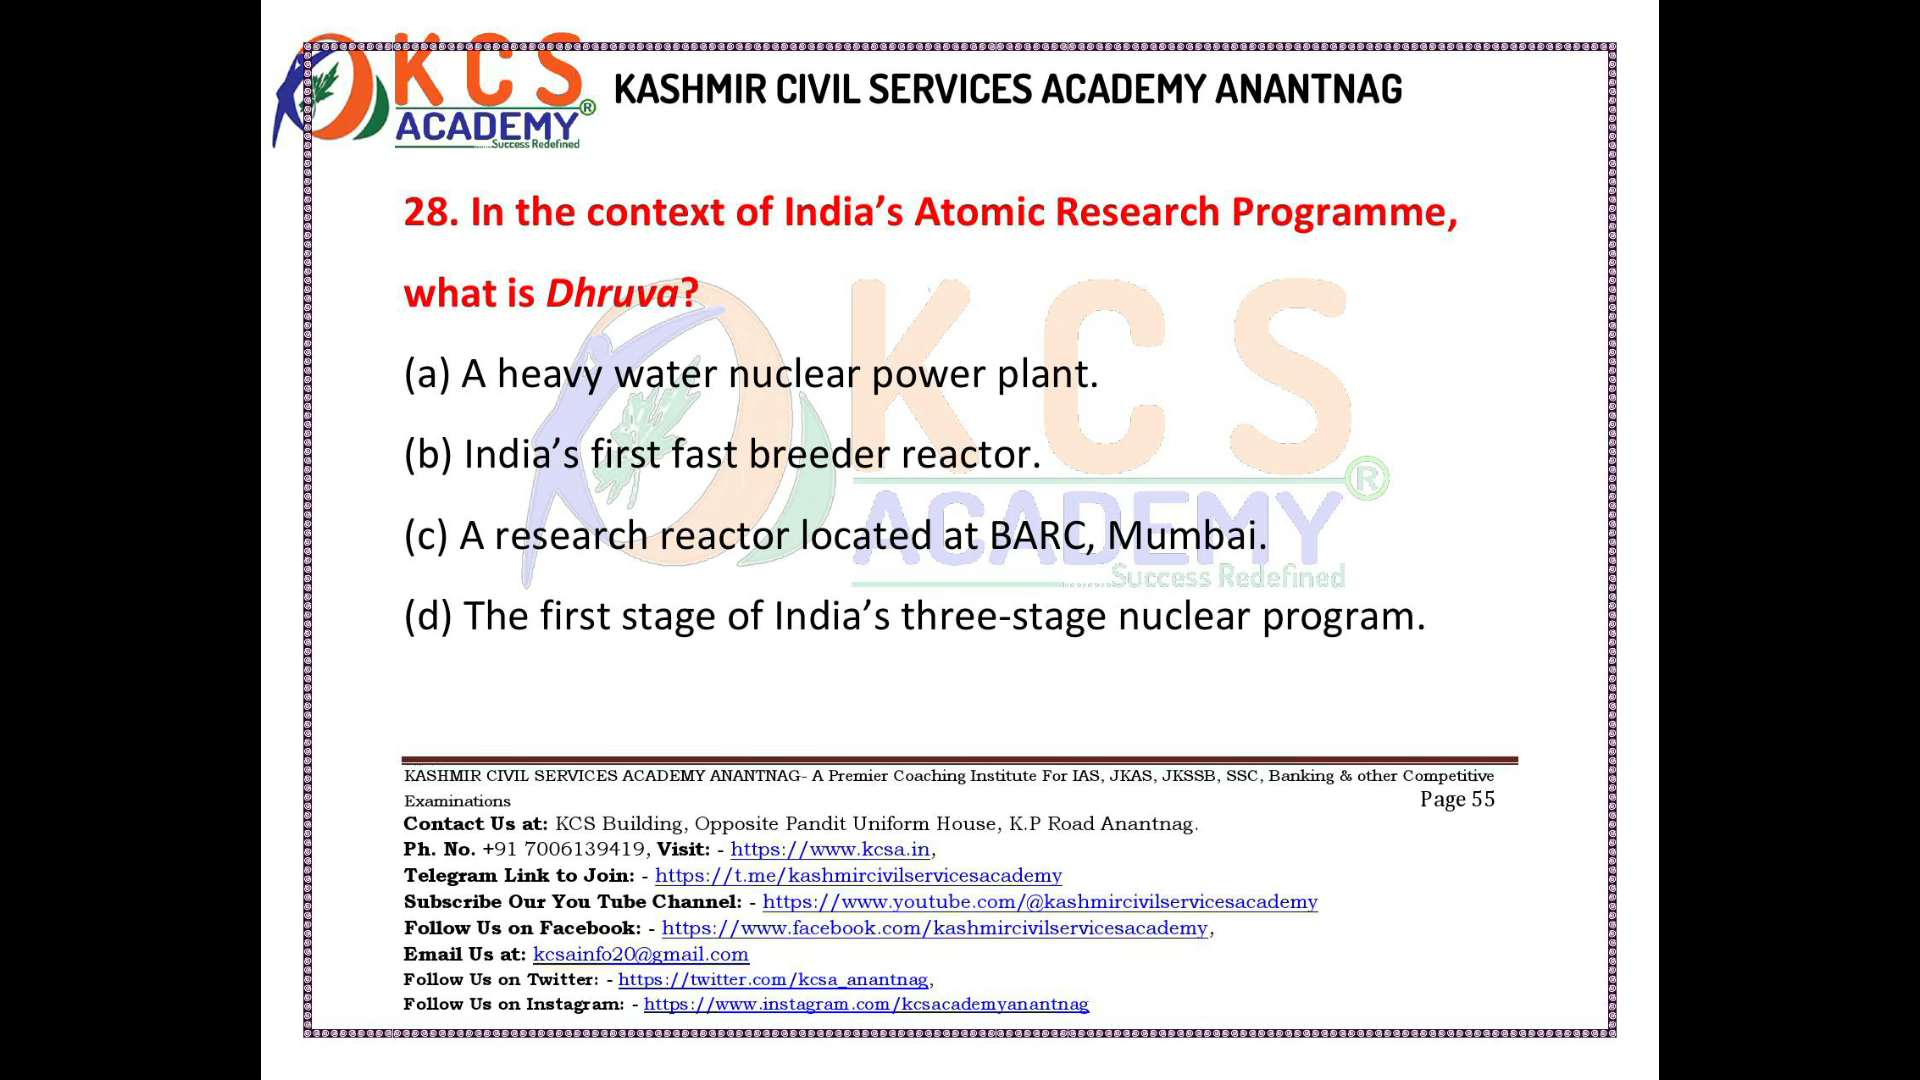 KCS
ACADEMY®
......Success Redefined
KASHMIR CIVIL SERVICES ACADEMY ANANTNAG
28. In the context of India’s Atomic Research Programme,
what is Dhruva?
(a) A heavy water nuclear power plant.
(b) India’s first fast breeder reactor.
(c) A research reactor located at BARC, Mumbai.
(d) The first stage of India’s three-stage nuclear program.
KCS
ACADEMY®
........Success Redefined
KASHMIR CIVIL SERVICES ACADEMY ANANTNAG- A Premier Coaching Institute For IAS, JKAS, JKSSB, SSC, Banking & other Competitive
Examinations Page 55
Contact Us at: KCS Building, Opposite Pandit Uniform House, K.P Road Anantnag.
Ph. No. +91 7006139419, Visit: - https://www.kcsa.in,
Telegram Link to Join: - https://t.me/kashmircivilservicesacademy
Subscribe Our You Tube Channel: - https://www.youtube.com/@kashmircivilservicesacademy
Follow Us on Facebook: - https://www.facebook.com/kashmircivilservicesacademy,
Email Us at: kcsainfo20@gmail.com
Follow Us on Twitter: - https://twitter.com/kcsa_anantnag,
Follow Us on Instagram: - https://www.instagram.com/kcsacademyanantnag